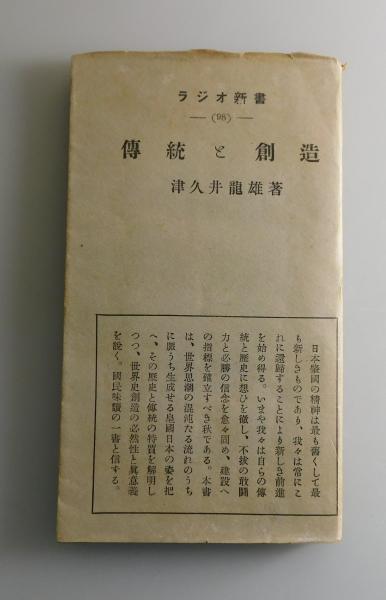 ラジオ新書
(98)
傳統と創造
津久井龍雄著
日本肇國の精神は最も舊くして最
も新しきものであり、我々は常にこ
れに還歸することにより新しき前進
を始め得る。いまや我々は自らの傳
統と歷史に想ひを徹し、不拔の敢鬪
力と必勝の信念を愈々固め、建設へ
の指標を確立すべき秋である。本書
は、世界思潮の混沌たる流れのうち
に脈うち生成せる皇國日本の姿を把
へ、その歷史と傳統の特質を解明し
つつ、世界史創造の必然性と眞意義
を說く。國民味讀の一書と信する。